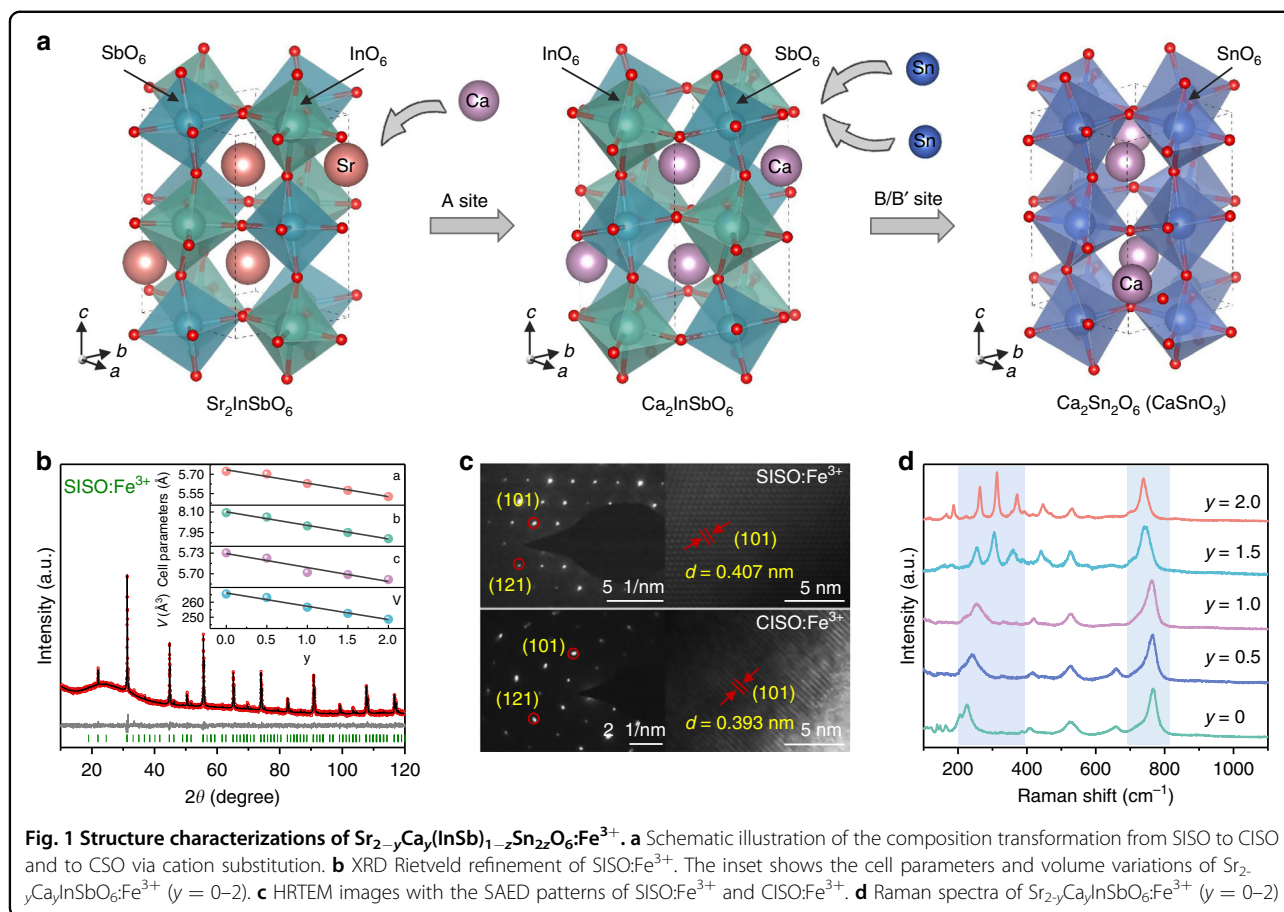 a
SbO6
InO6
Ca
Sr
A site
c
b
a
Sr2InSbO6
InO6
SbO6
Sn
Sn
Ca
B/B′ site
c
b
a
Ca2InSbO6
SnO6
Ca
c
b
a
Ca2Sn2O6 (CaSnO3)
b
SISO:Fe3+
Intensity (a.u.)
Cell parameters (Å)
V (Å3)
5.70
5.55
a
8.10
7.95
b
5.73
5.70
c
260
250
V
0.0 0.5 1.0 1.5 2.0
y
20 40 60 80 100 120
2θ (degree)
c
(101)
(121)
5 1/nm
SISO:Fe3+
(101)
d = 0.407 nm
5 nm
(101)
(121)
2 1/nm
CISO:Fe3+
(101)
d = 0.393 nm
5 nm
d
Intensity (a.u.)
y = 2.0
y = 1.5
y = 1.0
y = 0.5
y = 0
200 400 600 800 1000
Raman shift (cm−1)
Fig. 1 Structure characterizations of Sr2−yCay(InSb)1−zSn2zO6:Fe3+. a Schematic illustration of the composition transformation from SISO to CISO
and to CSO via cation substitution. b XRD Rietveld refinement of SISO:Fe3+. The inset shows the cell parameters and volume variations of Sr2-
yCayInSbO6:Fe3+ (y = 0–2). c HRTEM images with the SAED patterns of SISO:Fe3+ and CISO:Fe3+. d Raman spectra of Sr2-yCayInSbO6:Fe3+ (y = 0–2)